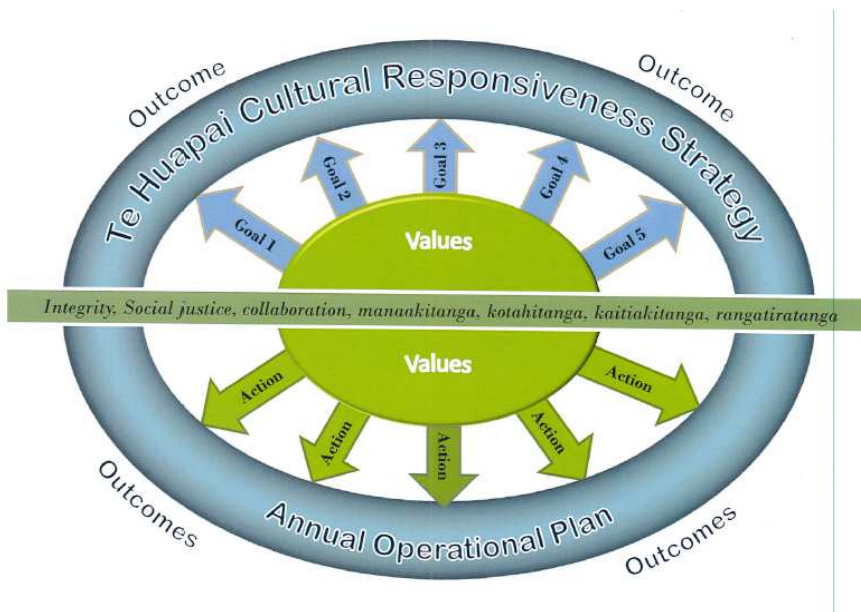 Outcome
Outcome
Te Huapai Cultural Responsiveness Strategy
Goal 1
Goal 2
Goal 3
Goal 4
Goal 5
Values
Integrity, Social justice, collaboration, manaakitanga, kotahitanga, kaitiakitanga, rangatiratanga
Values
Action
Action
Action
Action
Action
Annual Operational Plan
Outcomes
Outcomes